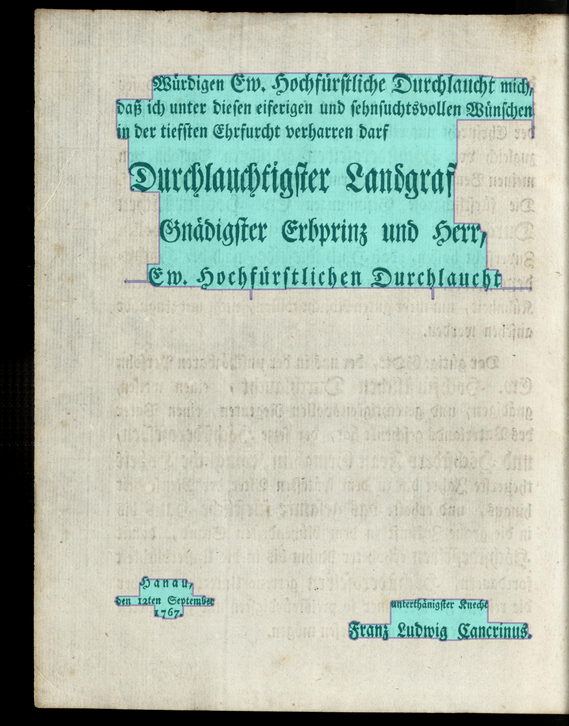 Würdigen Ew. Hochfürstliche Durchlaucht mich,
daß ich unter diesen eiferigen und sehnsuchtsvollen Wünschen
in der tiefsten Ehrfurcht verharren darf
Durchlauchtigster Landgraf
Gnädigster Erbprinz und Herr,
Ew. Hochfürstlichen Durchlaucht
Hanau,
den 12ten September
1767.
unterthänigster Knecht
Franz Ludwig Cancrinus.